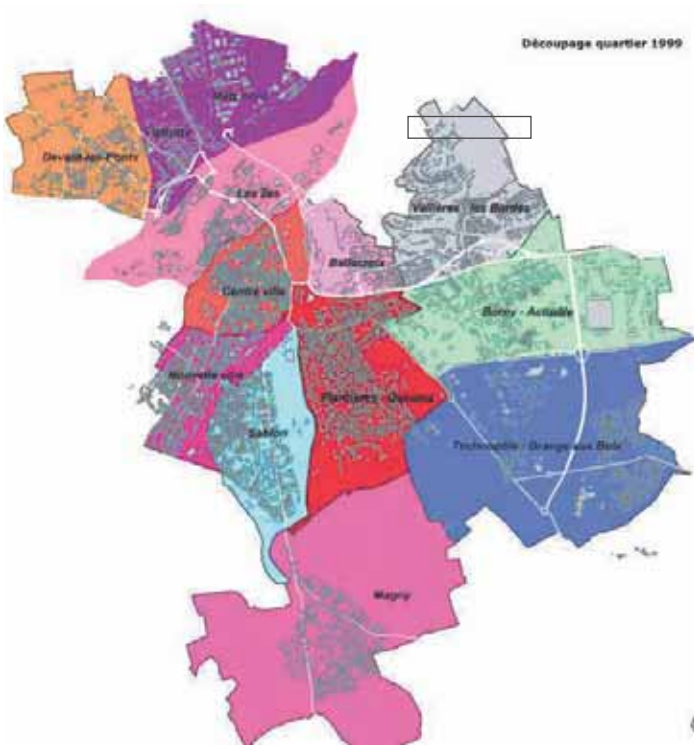 Découpage quartier 1999
Metz nord
Patrotte
Devant-les-Ponts
Les Iles
Vallières - les Bordes
Bellecroix
Centre ville
Borny - Actipôle
Nouvelle ville
Plantières - Queuleu
Sablon
Technopôle - Grange aux Bois
Magny